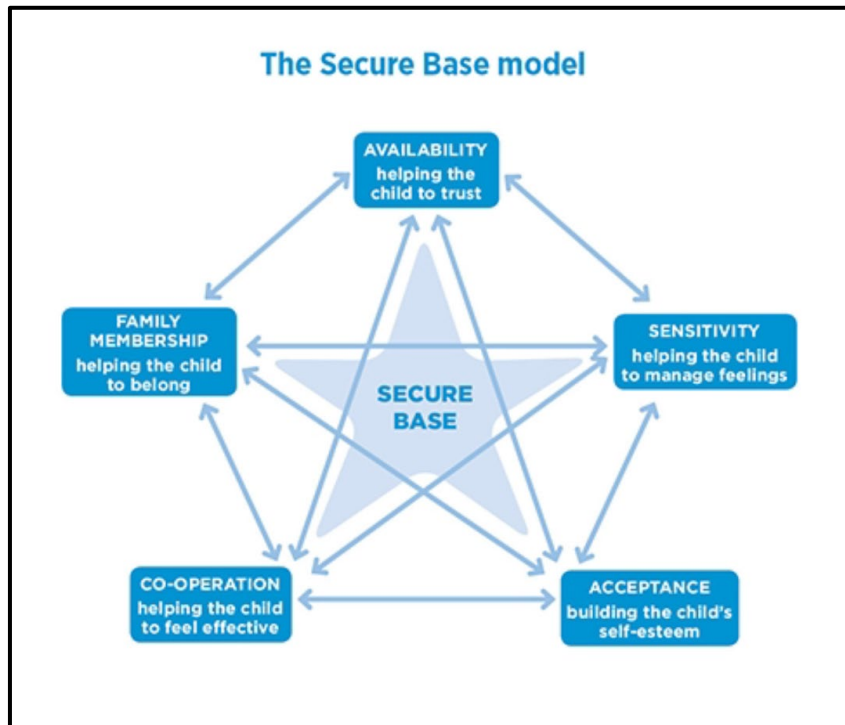 The Secure Base model
AVAILABILITY
helping the
child to trust
FAMILY
MEMBERSHIP
helping the child
to belong
SENSITIVITY
helping the child
to manage feelings
SECURE
BASE
CO-OPERATION
helping the child
to feel effective
ACCEPTANCE
building the child's
self-esteem